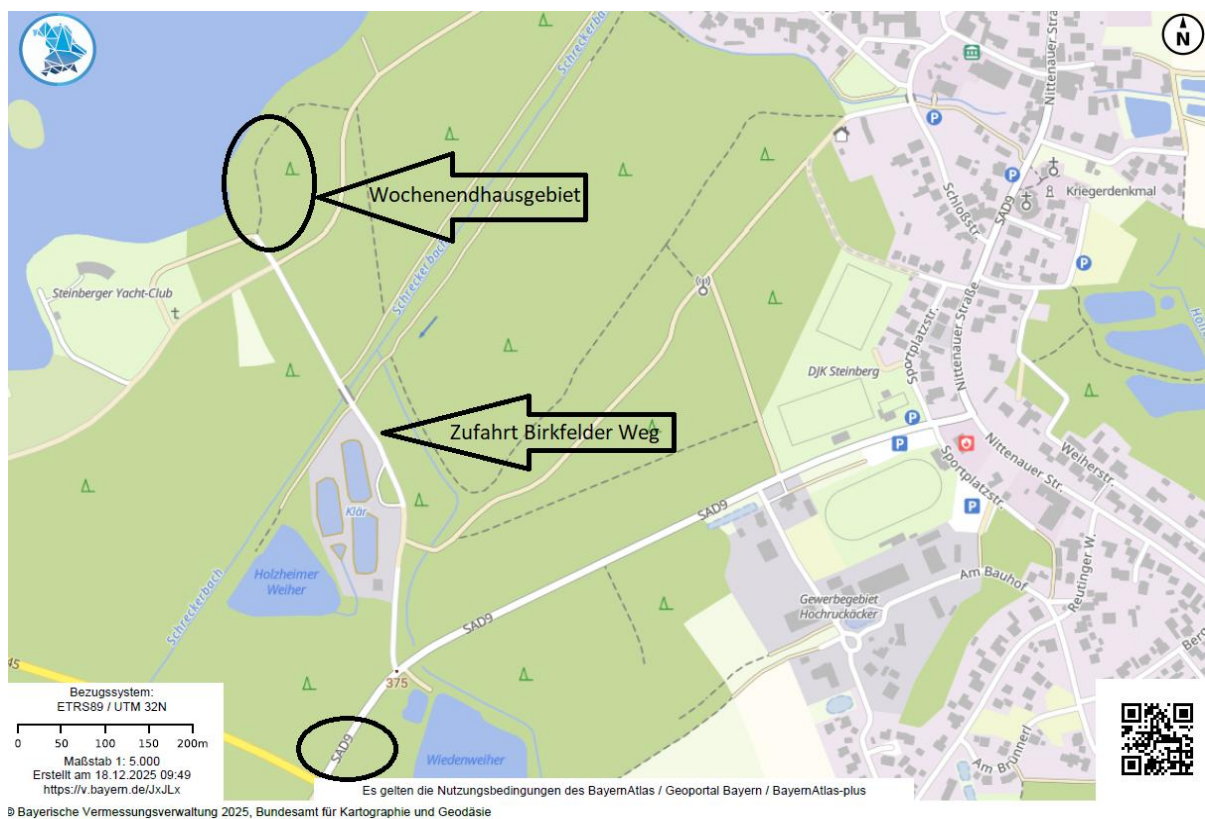 N
Schreckerbach
Nittenauer Straße
P
Wochenendhausgebiet
Schloßstr.
SAD9
P
Kriegerdenkmal
P
Schreckerbach
Steinberger Yacht-Club
Sportplatzstr.
Nittenauer Straße
DJK Steinberg
Zufahrt Birkfelder Weg
P
P
Nittenauer Str.
Weiherstr.
Sportplatzstr.
Klär
SAD9
P
Holzheimer
Weiher
Am Bauhof
Reutinger W.
Gewerbegebiet
Hochruckäcker
Schreckerbach
SAD9
Berg
45
375
SAD9
Wiedenweiher
Am Brünnerl
Bezugssystem:
ETRS89 / UTM 32N
0 50 100 150 200m
Maßstab 1: 5.000
Erstellt am 18.12.2025 09:49
https://v.bayern.de/JxJLx
Es gelten die Nutzungsbedingungen des BayernAtlas / Geoportal Bayern / BayernAtlas-plus
© Bayerische Vermessungsverwaltung 2025, Bundesamt für Kartographie und Geodäsie